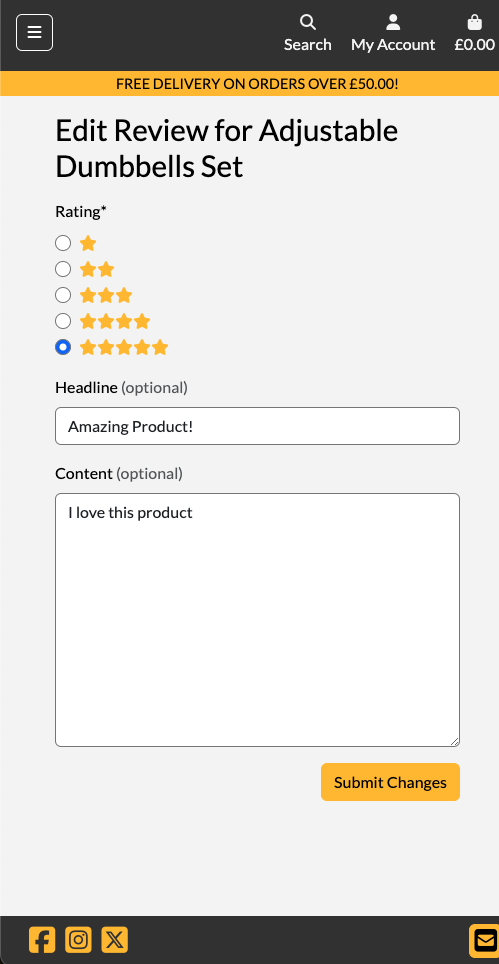 Search My Account £0.00
FREE DELIVERY ON ORDERS OVER £50.00!
Edit Review for Adjustable
Dumbbells Set
Rating*
Headline (optional)
Amazing Product!
Content (optional)
I love this product
Submit Changes